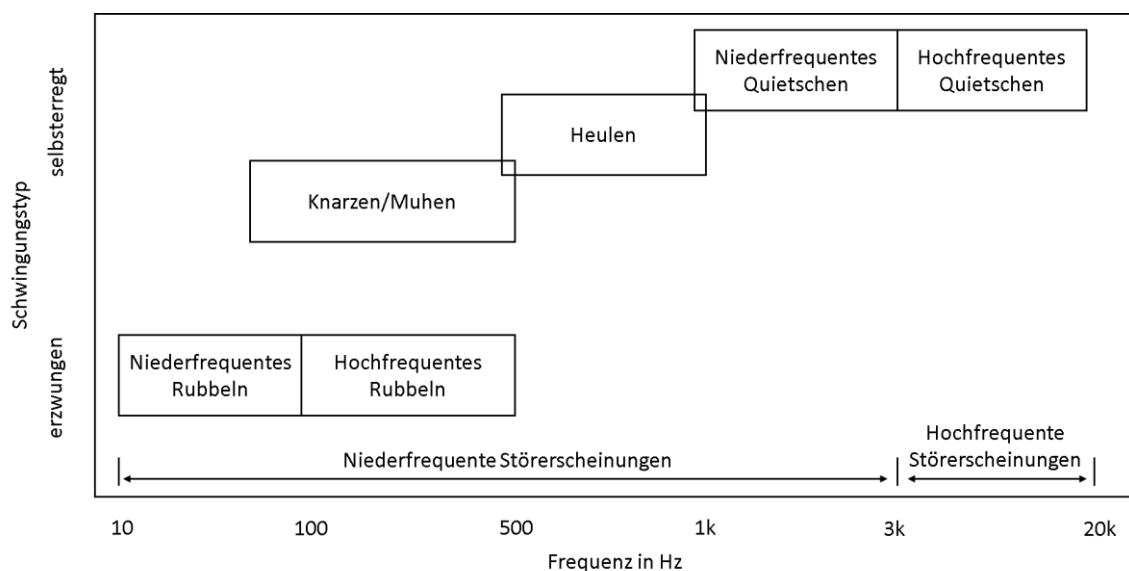 Niederfrequentes
Quietschen
Hochfrequentes
Quietschen
Heulen
Knarzen/Muhen
Niederfrequentes
Rubbeln
Hochfrequentes
Rubbeln
Niederfrequente Störerscheinungen
Hochfrequente
Störerscheinungen
selbsterregt
Schwingungstyp
erzwungen
10 100 500 1k 3k 20k
Frequenz in Hz